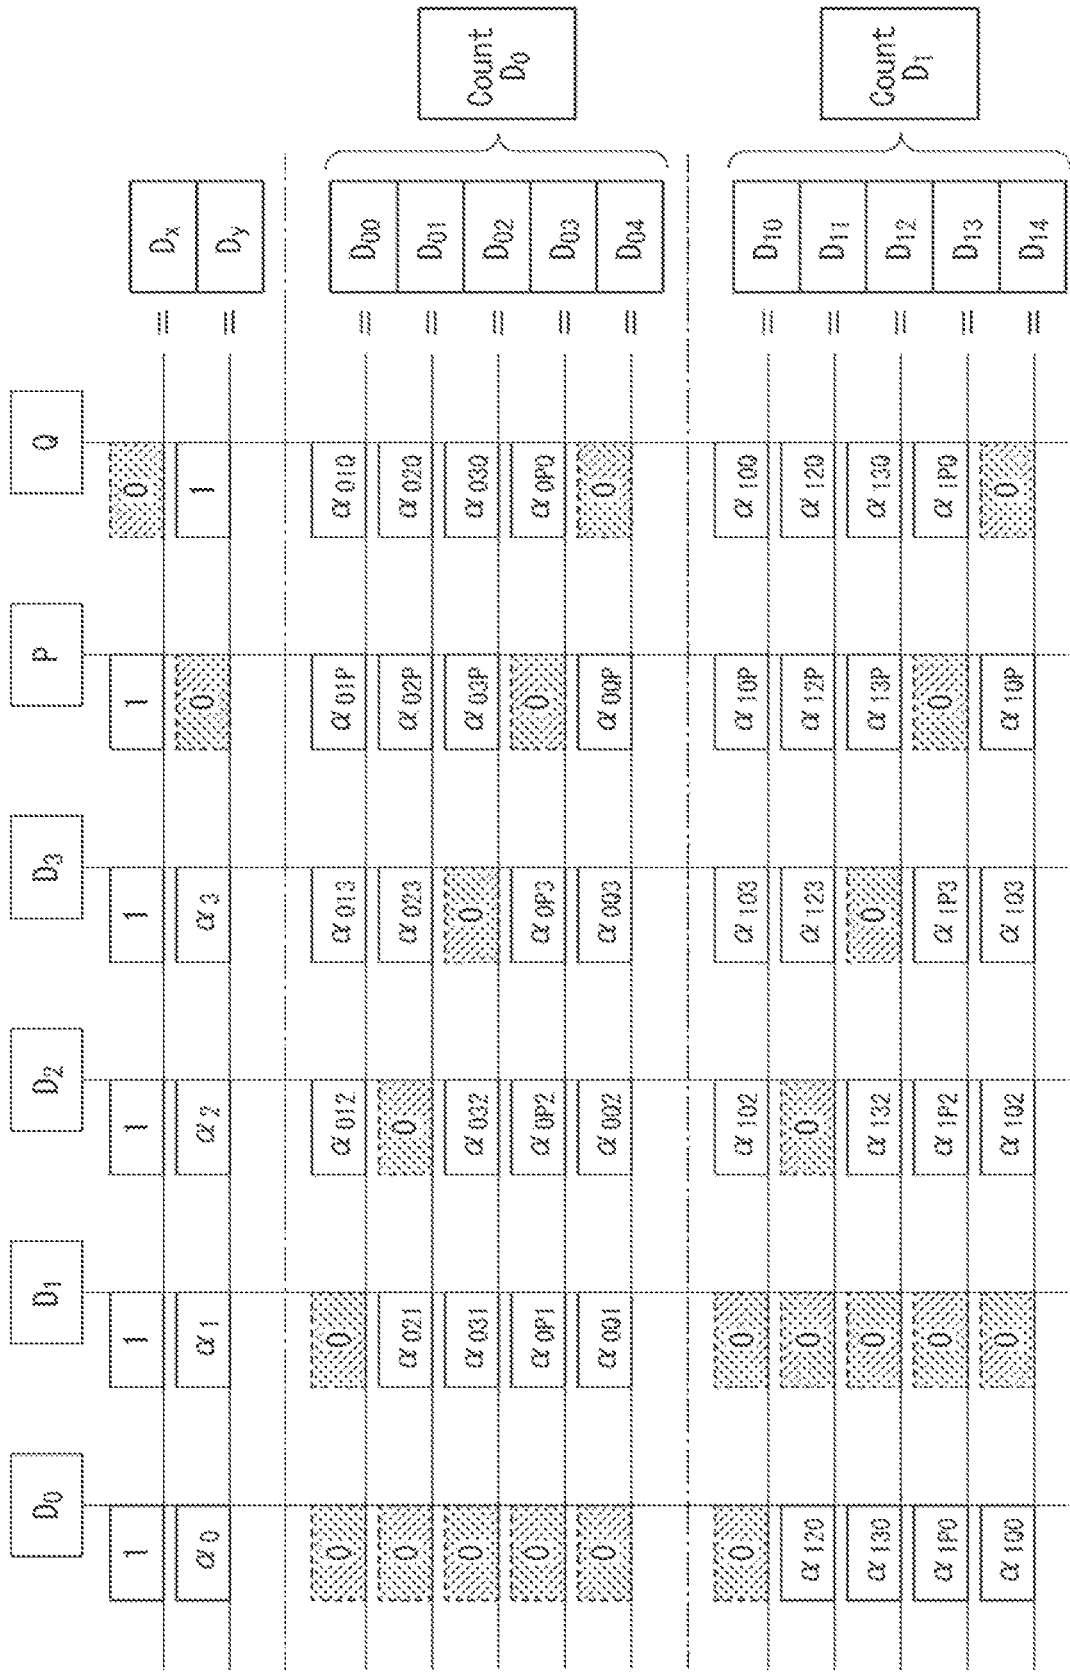 D₀ D₁ D₂ D₃ P Q
1 1 1 1 1 0 = Dx
α₀ α₁ α₂ α₃ 0 1 = Dy
0 0 α012 α013 α01P α01Q = D00
0 α021 0 α023 α02P α02Q = D01
0 α031 α032 0 α03P α03Q = D02
0 α0P1 α0P2 α0P3 0 α0PQ = D03
0 α0Q1 α0Q2 α0Q3 α0QP 0 = D04
Count
D₀
0 0 α102 α103 α10P α10Q = D10
α120 0 0 α123 α12P α12Q = D11
α130 0 α132 0 α13P α13Q = D12
α1P0 0 α1P2 α1P3 0 α1PQ = D13
α1Q0 0 α1Q2 α1Q3 α1QP 0 = D14
Count
D₁